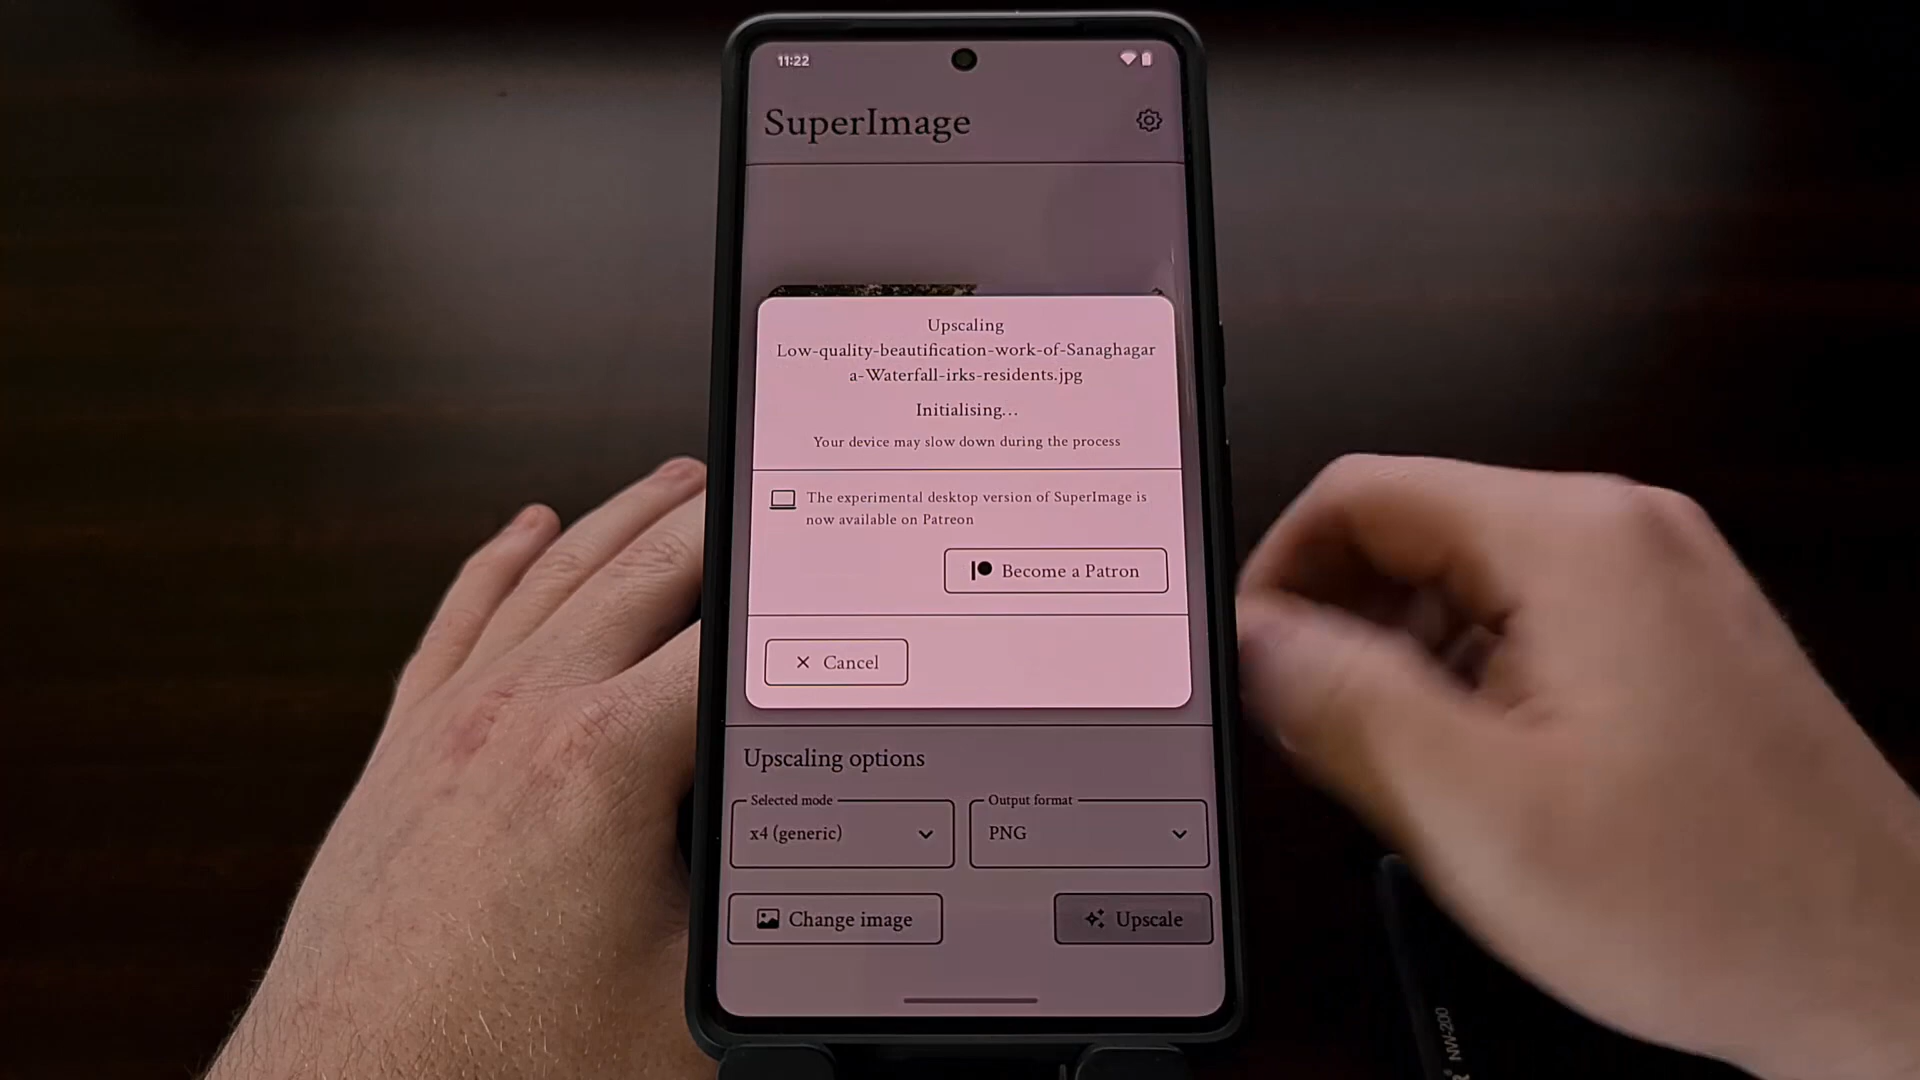 11:22
SuperImage
Upscaling
Low-quality-beautification-work-of-Sanaghagar
a-Waterfall-irks-residents.jpg
Initialising...
Your device may slow down during the process
The experimental desktop version of SuperImage is
now available on Patreon
Become a Patron
Cancel
Upscaling options
Selected mode
x4 (generic)
Output format
PNG
Change image
Upscale
NW-200